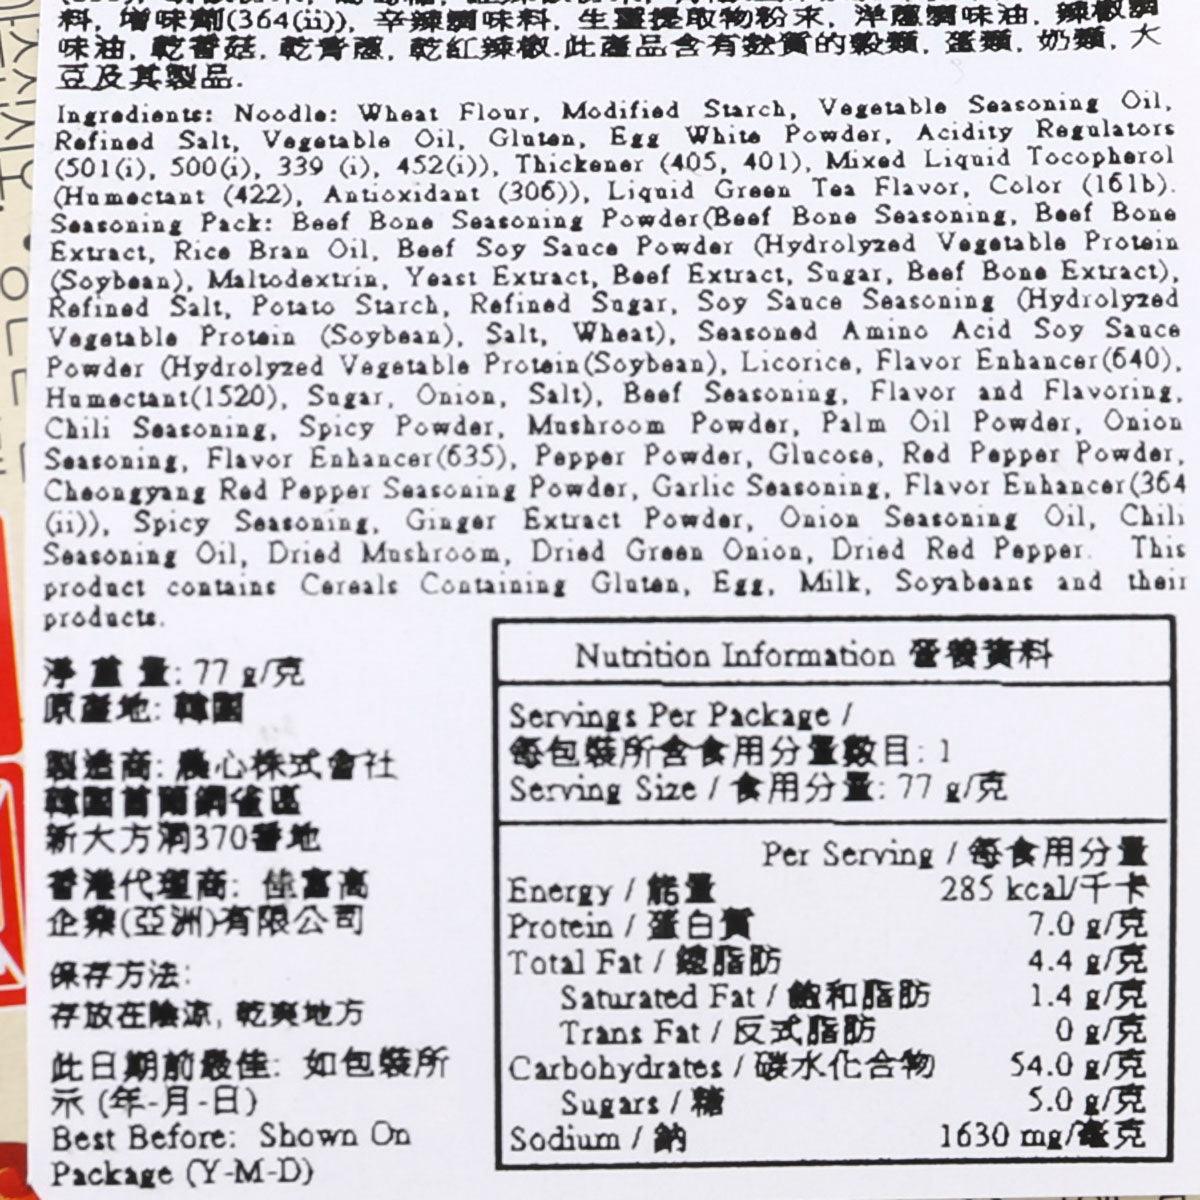 料, 增味劑(364(ii)), 辛辣調味料, 生薑提取物粉末, 洋蔥調味油, 辣椒調
味油, 乾香菇, 乾青蔥, 乾紅辣椒.此產品含有麩質的穀類, 蛋類, 奶類, 大
豆及其製品.
Ingredients: Noodle: Wheat Flour, Modified Starch, Vegetable Seasoning Oil,
Refined Salt, Vegetable Oil, Gluten, Egg White Powder, Acidity Regulators
(501(i), 500(i), 339 (i), 452(i)), Thickener (405, 401), Mixed Liquid Tocopherol
(Humectant (422), Antioxidant (306)), Liquid Green Tea Flavor, Color (161b).
Seasoning Pack: Beef Bone Seasoning Powder(Beef Bone Seasoning, Beef Bone
Extract, Rice Bran Oil, Beef Soy Sauce Powder (Hydrolyzed Vegetable Protein
(Soybean), Maltodextrin, Yeast Extract, Beef Extract, Sugar, Beef Bone Extract),
Refined Salt, Potato Starch, Refined Sugar, Soy Sauce Seasoning (Hydrolyzed
Vegetable Protein (Soybean), Salt, Wheat), Seasoned Amino Acid Soy Sauce
Powder (Hydrolyzed Vegetable Protein(Soybean), Licorice, Flavor Enhancer(640),
Humectant(1520), Sugar, Onion, Salt), Beef Seasoning, Flavor and Flavoring,
Chili Seasoning, Spicy Powder, Mushroom Powder, Palm Oil Powder, Onion
Seasoning, Flavor Enhancer(635), Pepper Powder, Glucose, Red Pepper Powder,
Cheongyang Red Pepper Seasoning Powder, Garlic Seasoning, Flavor Enhancer(364
(ii)), Spicy Seasoning, Ginger Extract Powder, Onion Seasoning Oil, Chili
Seasoning Oil, Dried Mushroom, Dried Green Onion, Dried Red Pepper. This
product contains Cereals Containing Gluten, Egg, Milk, Soyabeans and their
products.
淨 重 量: 77 g/克
原產地: 韓國
製造商: 農心株式會社
韓國首爾銅雀區
新大方洞370番地
香港代理商: 佳富高
企業(亞洲)有限公司
保存方法:
存放在陰涼, 乾爽地方
此日期前最佳: 如包裝所
示 (年-月-日)
Best Before: Shown On
Package (Y-M-D)
Nutrition Information 營養資料
Servings Per Package /
每包裝所含食用分量數目: 1
Serving Size / 食用分量: 77 g/克
Per Serving / 每食用分量
Energy / 能量 285 kcal/千卡
Protein / 蛋白質 7.0 g/克
Total Fat / 總脂肪 4.4 g/克
Saturated Fat / 飽和脂肪 1.4 g/克
Trans Fat / 反式脂肪 0 g/克
Carbohydrates / 碳水化合物 54.0 g/克
Sugars / 糖 5.0 g/克
Sodium / 鈉 1630 mg/毫克